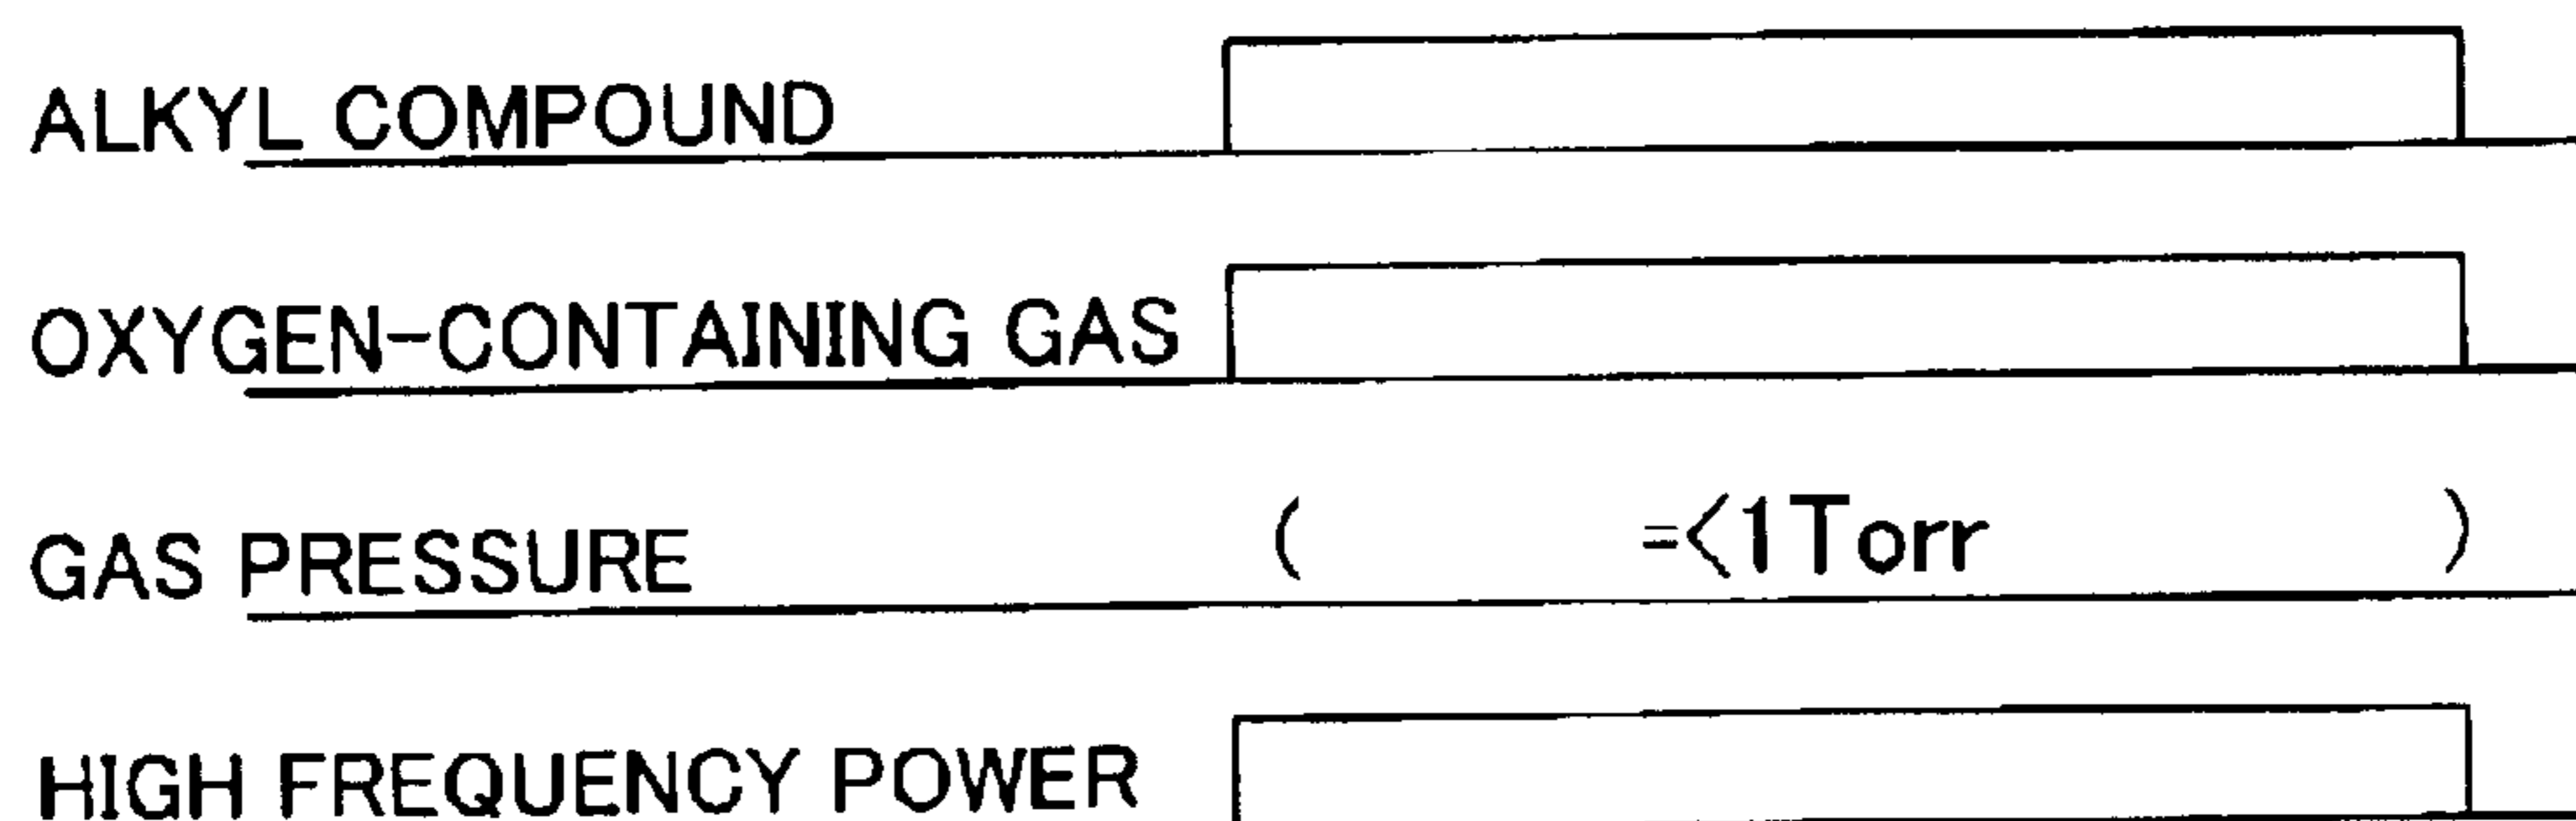 ALKYL COMPOUND
OXYGEN-CONTAINING GAS
GAS PRESSURE ( =<1Torr )
HIGH FREQUENCY POWER